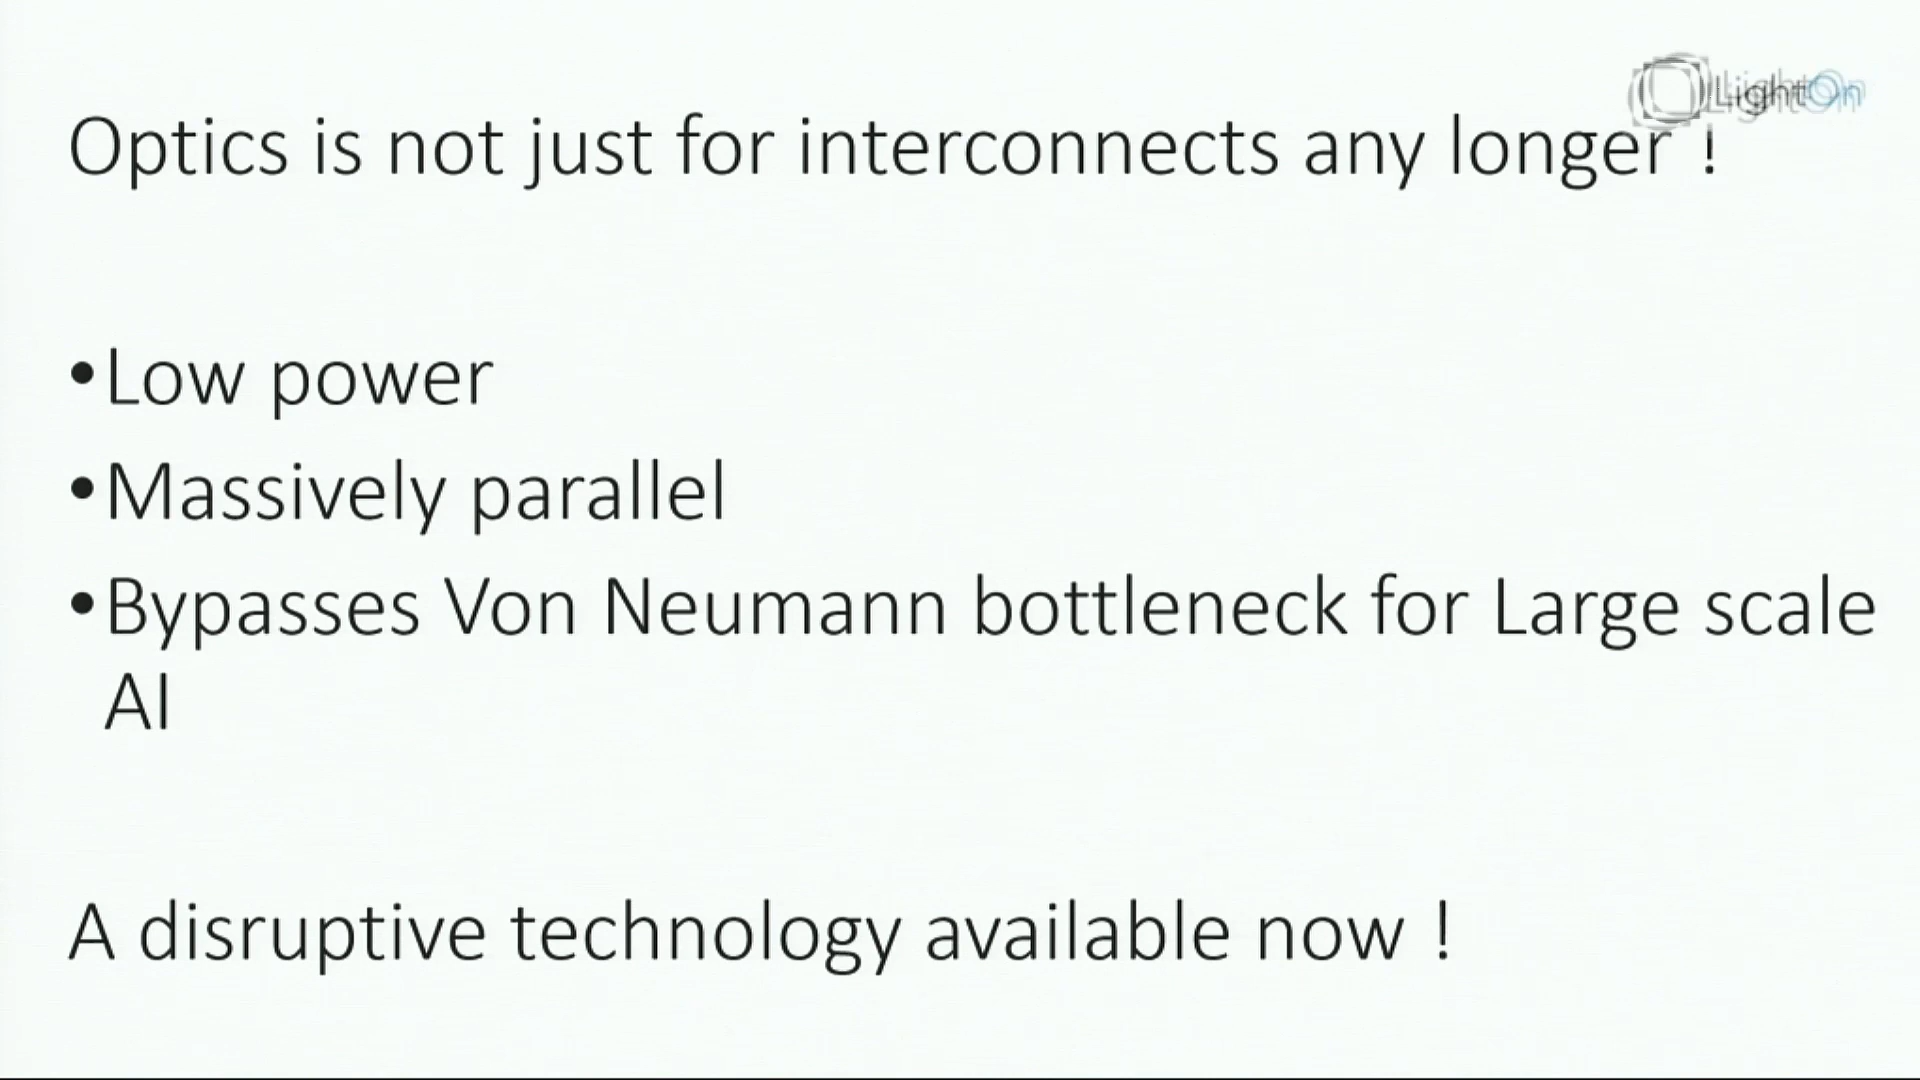 LightOn
Optics is not just for interconnects any longer !
•Low power
•Massively parallel
•Bypasses Von Neumann bottleneck for Large scale
AI
A disruptive technology available now !